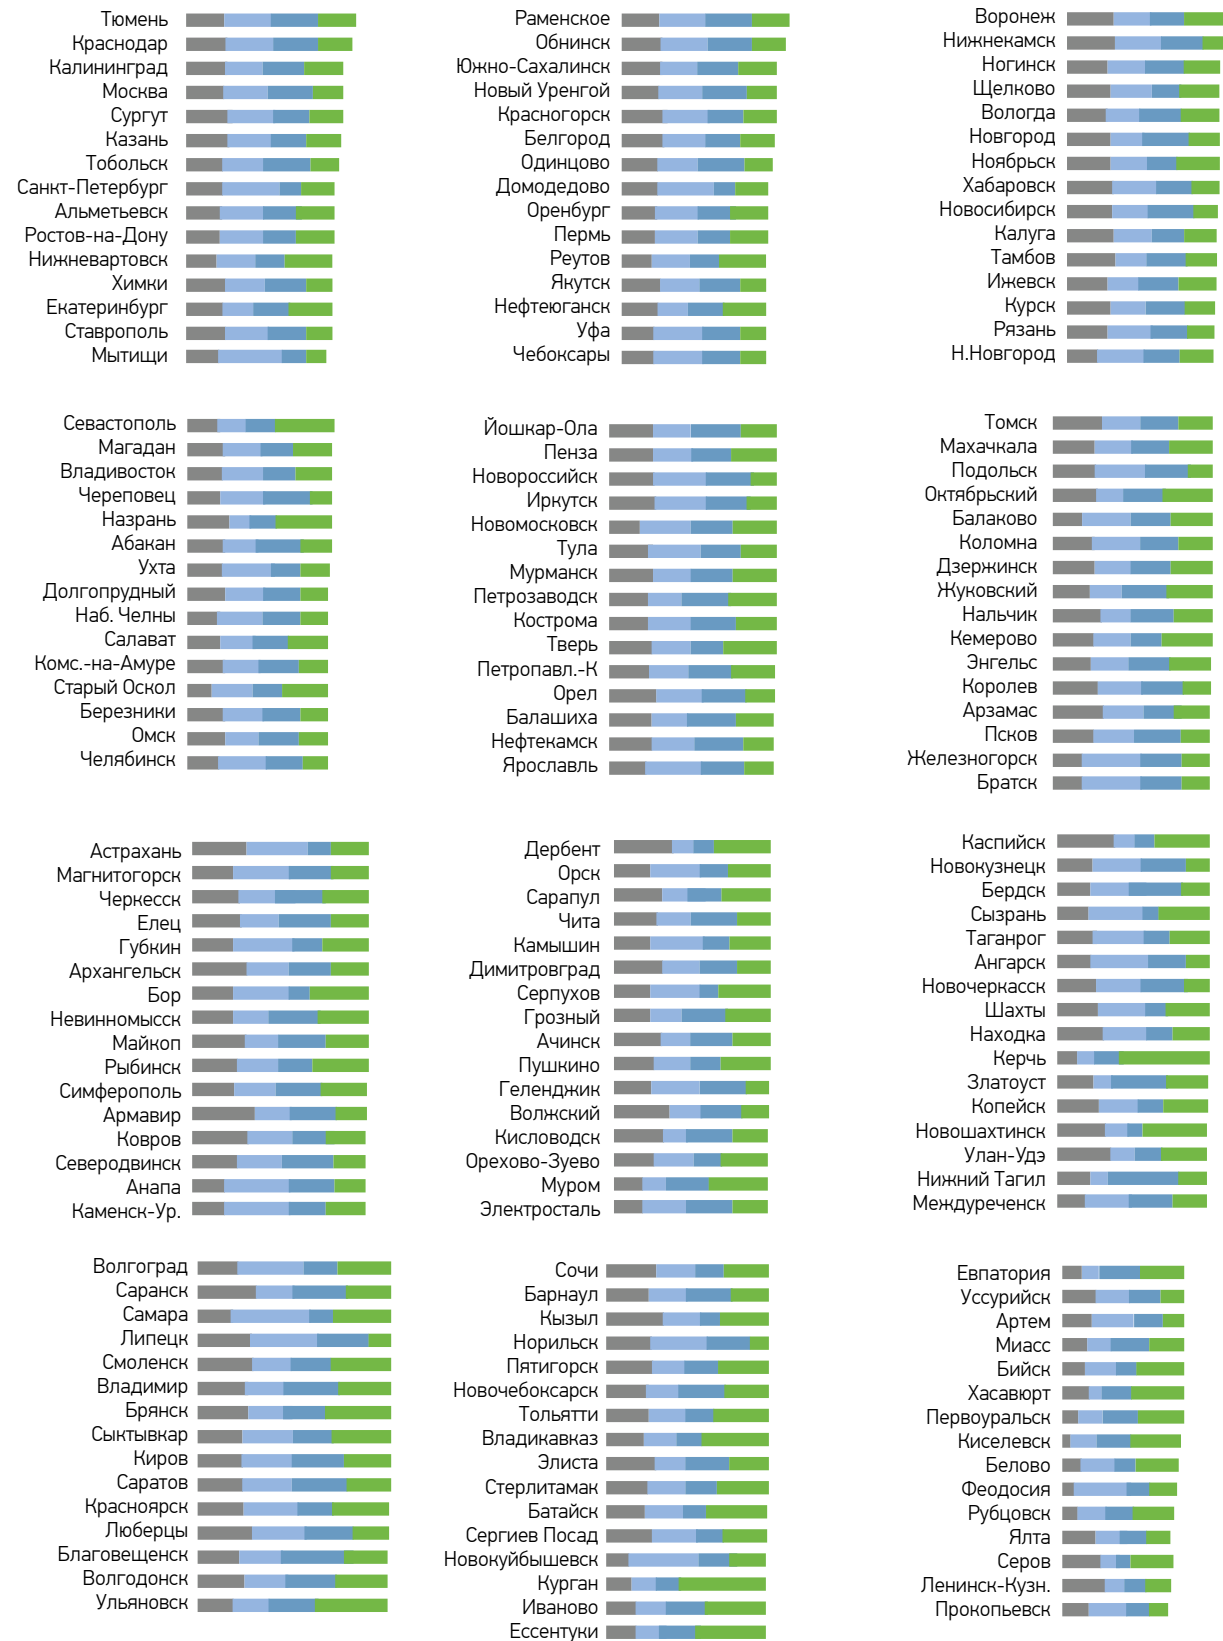 Тюмень
Краснодар
Калининград
Москва
Сургут
Казань
Тобольск
Санкт-Петербург
Альметьевск
Ростов-на-Дону
Нижневартовск
Химки
Екатеринбург
Ставрополь
Мытищи
Раменское
Обнинск
Южно-Сахалинск
Новый Уренгой
Красногорск
Белгород
Одинцово
Домодедово
Оренбург
Пермь
Реутов
Якутск
Нефтеюганск
Уфа
Чебоксары
Воронеж
Нижнекамск
Ногинск
Щелково
Вологда
Новгород
Ноябрьск
Хабаровск
Новосибирск
Калуга
Тамбов
Ижевск
Курск
Рязань
Н.Новгород
Севастополь
Магадан
Владивосток
Череповец
Назрань
Абакан
Ухта
Долгопрудный
Наб. Челны
Салават
Комс.-на-Амуре
Старый Оскол
Березники
Омск
Челябинск
Йошкар-Ола
Пенза
Новороссийск
Иркутск
Новомосковск
Тула
Мурманск
Петрозаводск
Кострома
Тверь
Петропавл.-К
Орел
Балашиха
Нефтекамск
Ярославль
Томск
Махачкала
Подольск
Октябрьский
Балаково
Коломна
Дзержинск
Жуковский
Нальчик
Кемерово
Энгельс
Королев
Арзамас
Псков
Железногорск
Братск
Астрахань
Магнитогорск
Черкесск
Елец
Губкин
Архангельск
Бор
Невинномысск
Майкоп
Рыбинск
Симферополь
Армавир
Ковров
Северодвинск
Анапа
Каменск-Ур.
Дербент
Орск
Сарапул
Чита
Камышин
Димитровград
Серпухов
Грозный
Ачинск
Пушкино
Геленджик
Волжский
Кисловодск
Орехово-Зуево
Муром
Электросталь
Каспийск
Новокузнецк
Бердск
Сызрань
Таганрог
Ангарск
Новочеркасск
Шахты
Находка
Керчь
Златоуст
Копейск
Новошахтинск
Улан-Удэ
Нижний Тагил
Междуреченск
Волгоград
Саранск
Самара
Липецк
Смоленск
Владимир
Брянск
Сыктывкар
Киров
Саратов
Красноярск
Люберцы
Благовещенск
Волгодонск
Ульяновск
Сочи
Барнаул
Кызыл
Норильск
Пятигорск
Новочебоксарск
Тольятти
Владикавказ
Элиста
Стерлитамак
Батайск
Сергиев Посад
Новокуйбышевск
Курган
Иваново
Ессентуки
Евпатория
Уссурийск
Артем
Миасс
Бийск
Хасавюрт
Первоуральск
Киселевск
Белово
Феодосия
Рубцовск
Ялта
Серов
Ленинск-Кузн.
Прокопьевск